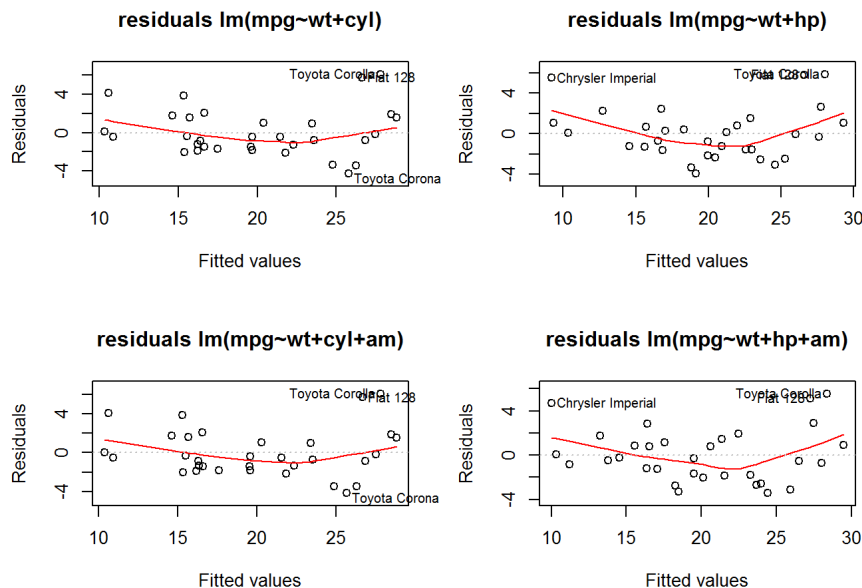 residuals lm(mpg~wt+cyl)
Residuals
4
0
-4
Toyota Corolla
Fiat 128
Toyota Corona
10 15 20 25
Fitted values
residuals lm(mpg~wt+hp)
Residuals
4
0
-4
Chrysler Imperial
Toyota Corolla
Fiat 128
10 15 20 25 30
Fitted values
residuals lm(mpg~wt+cyl+am)
Residuals
4
0
-4
Toyota Corolla
Fiat 128
Toyota Corona
10 15 20 25
Fitted values
residuals lm(mpg~wt+hp+am)
Residuals
4
0
-4
Chrysler Imperial
Toyota Corolla
Fiat 128
10 15 20 25 30
Fitted values